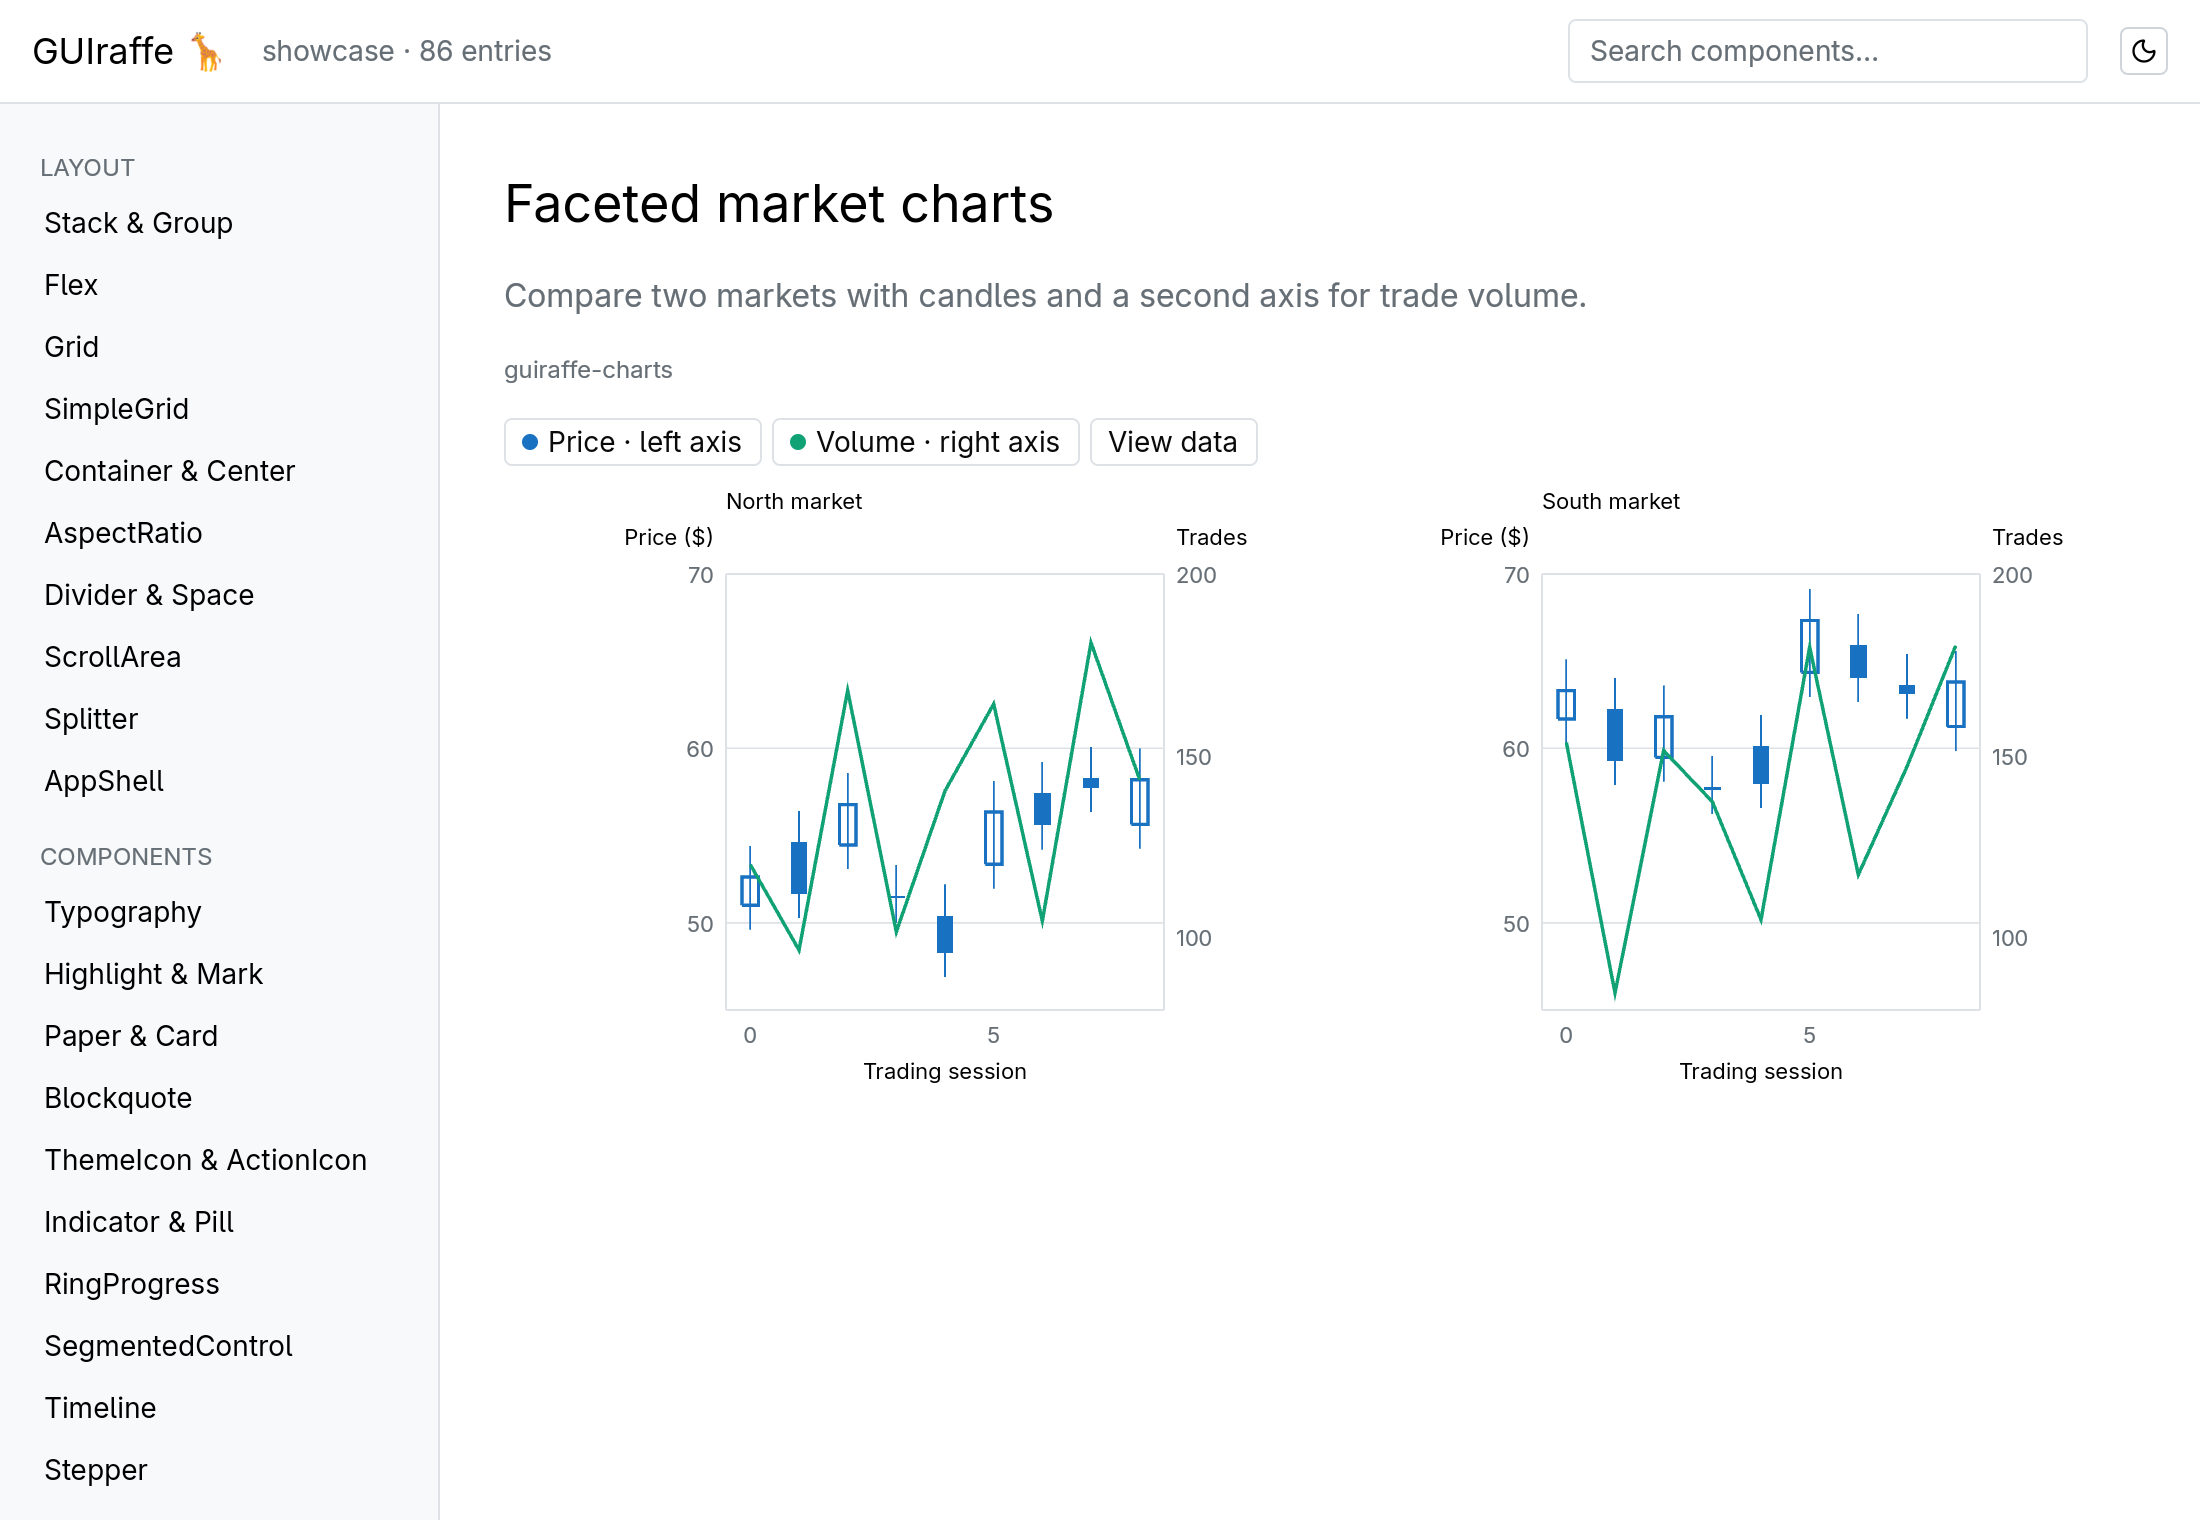 GUIraffe 🦒 showcase · 86 entries
Search components...
LAYOUT
Stack & Group
Flex
Grid
SimpleGrid
Container & Center
AspectRatio
Divider & Space
ScrollArea
Splitter
AppShell
COMPONENTS
Typography
Highlight & Mark
Paper & Card
Blockquote
ThemeIcon & ActionIcon
Indicator & Pill
RingProgress
SegmentedControl
Timeline
Stepper
Faceted market charts
Compare two markets with candles and a second axis for trade volume.
guiraffe-charts
Price · left axis
Volume · right axis
View data
North market
Price ($)
Trades
70
60
50
200
150
100
0
5
Trading session
South market
Price ($)
Trades
70
60
50
200
150
100
0
5
Trading session